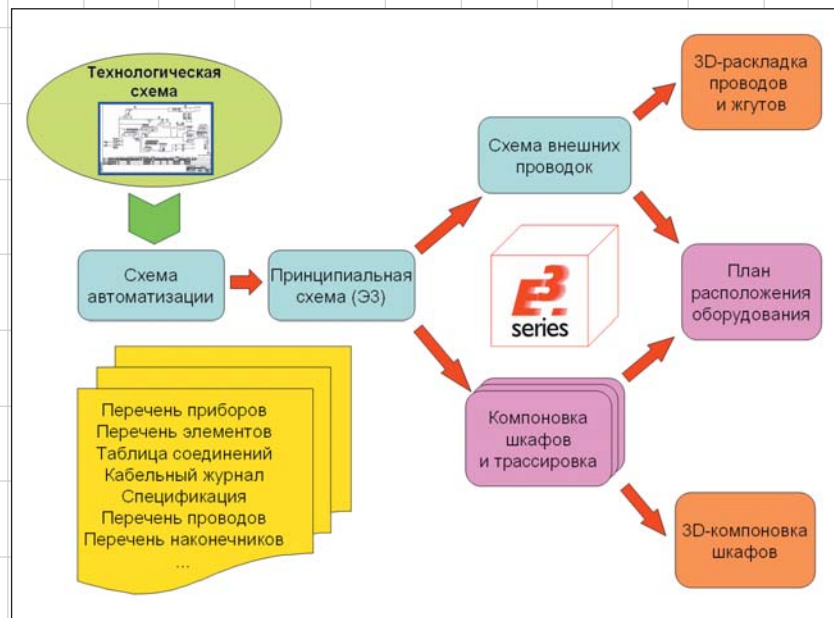 Технологическая
схема
Схема
автоматизации
Принципиальная
схема (Э3)
Схема внешних
проводок
3D-раскладка
проводов
и жгутов
План
расположения
оборудования
E3.
series
Компоновка
шкафов
и трассировка
3D-компоновка
шкафов
Перечень приборов
Перечень элементов
Таблица соединений
Кабельный журнал
Спецификация
Перечень проводов
Перечень наконечников
...